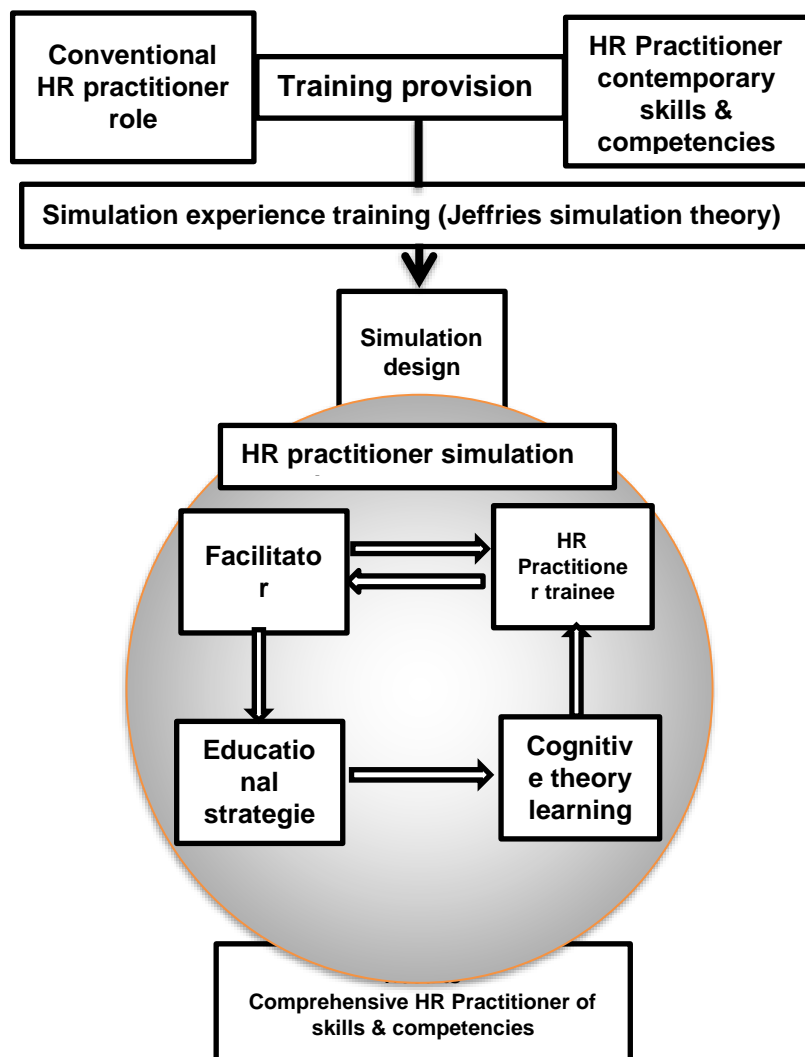 Conventional
HR practitioner
role
Training provision
HR Practitioner
contemporary
skills &
competencies
Simulation experience training (Jeffries simulation theory)
Simulation
design
HR practitioner simulation
Facilitato
r
HR
Practitione
r trainee
Educatio
nal
strategie
Cognitiv
e theory
learning
Comprehensive HR Practitioner of
skills & competencies